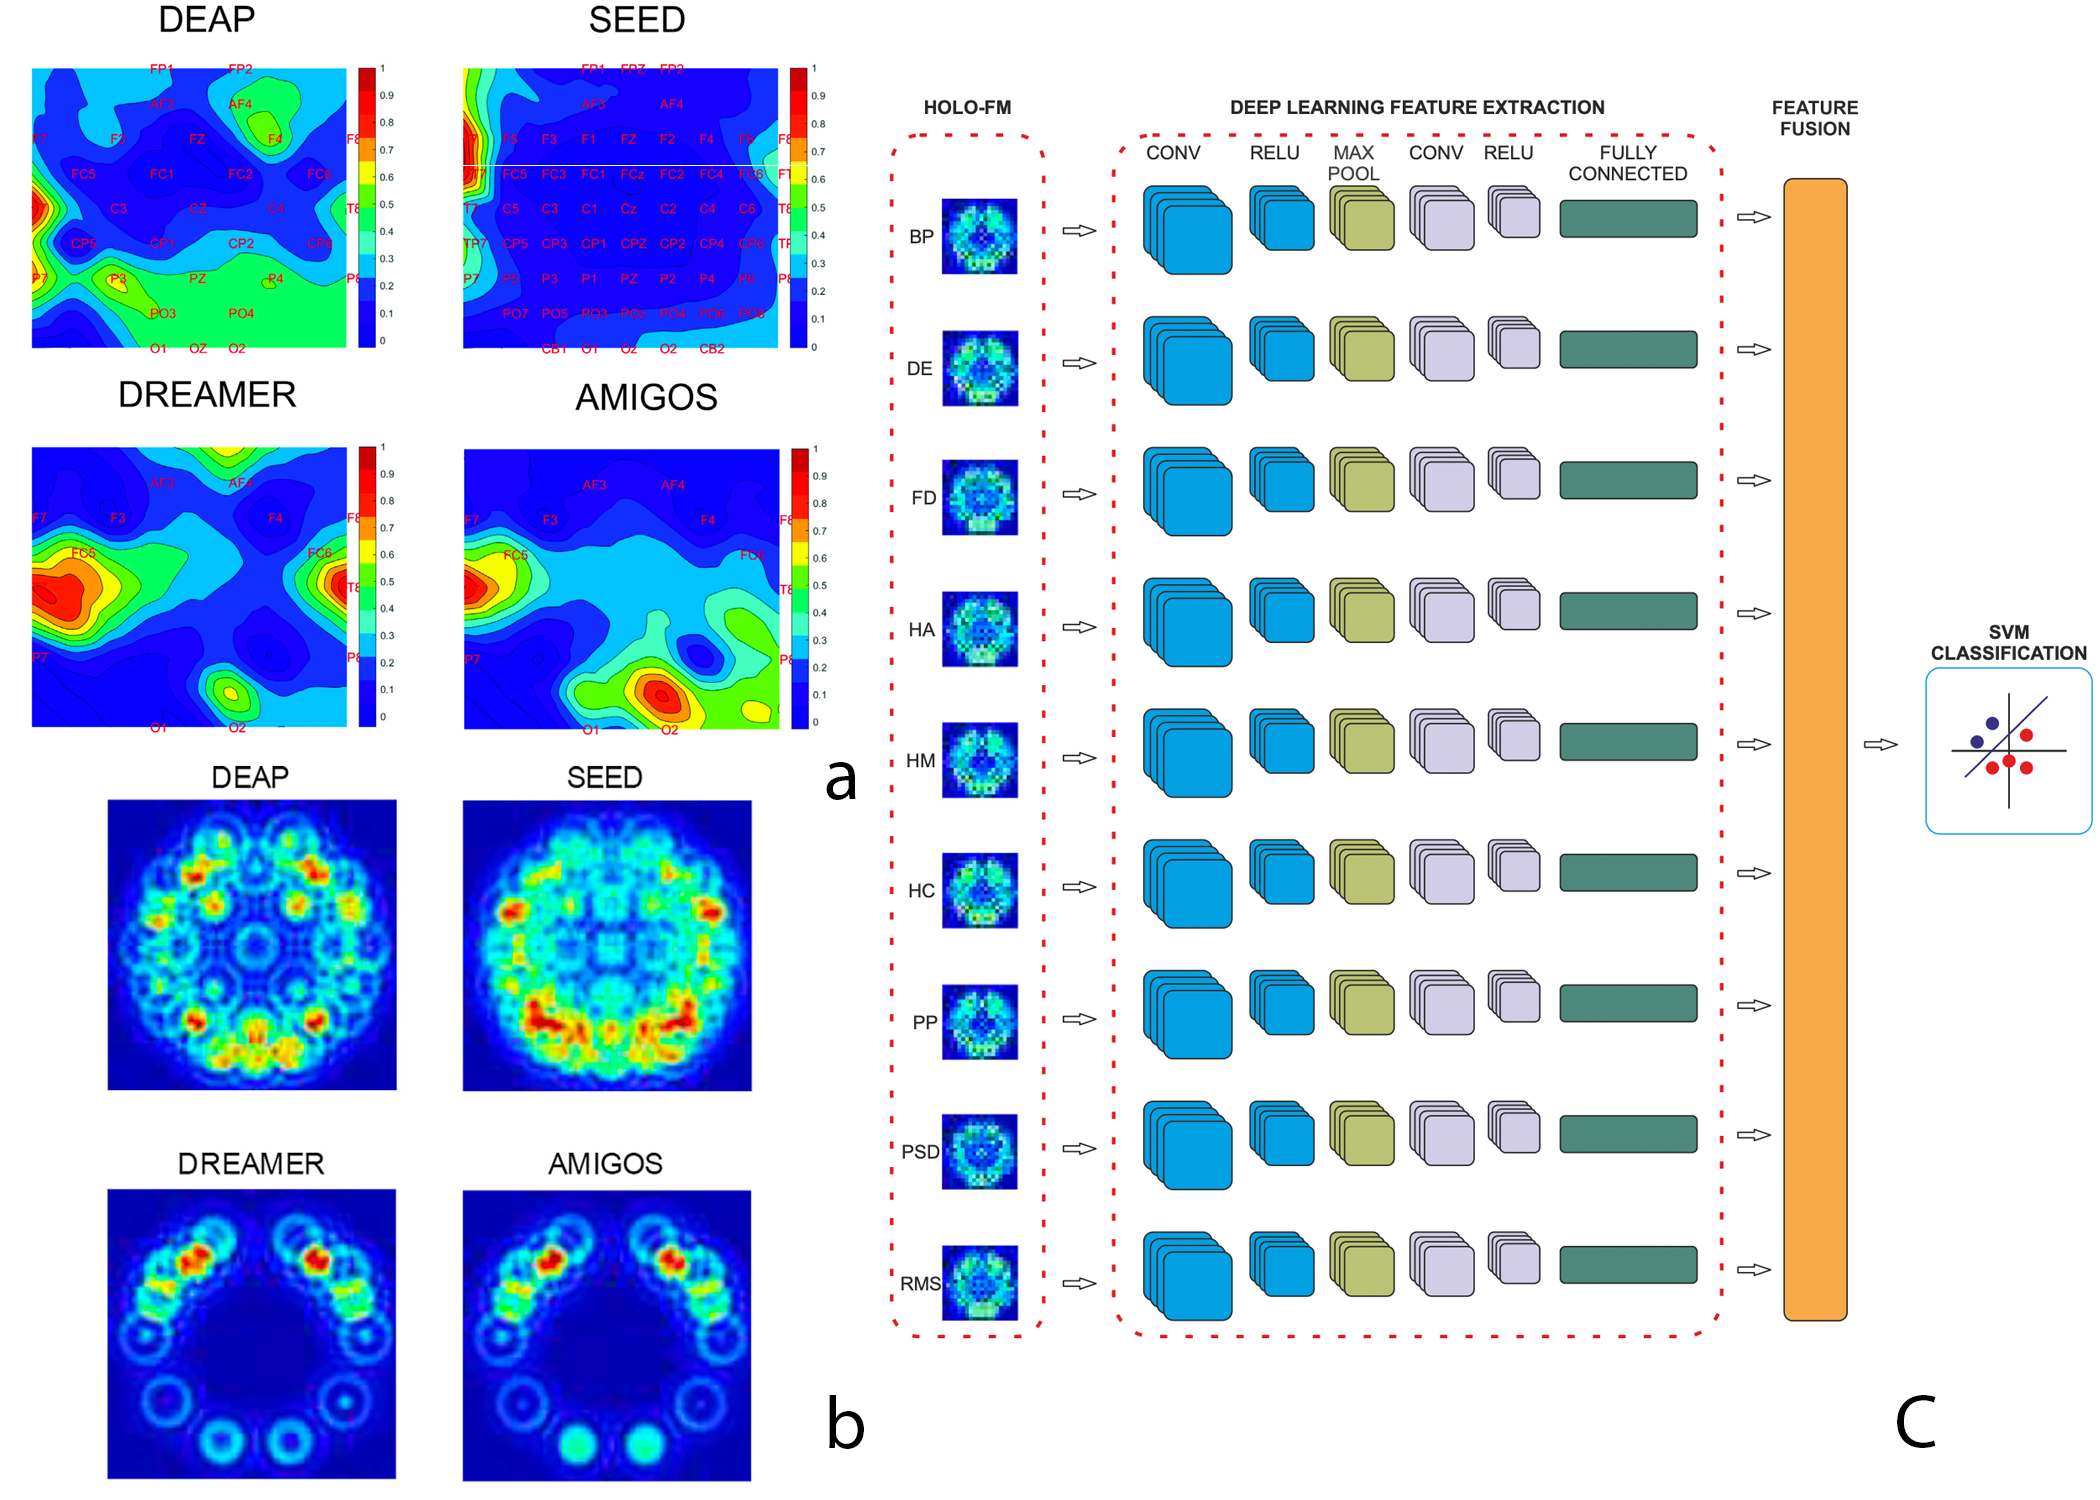 DEAP SEED
FP1 FP2
AF3 AF4
F7 F3 FZ F4 F8
FC5 FC1 FC2 FC6
T7 C3 CZ C4 T8
CP5 CP1 CP2 CP6
P7 P3 PZ P4 P8
PO3 PO4
O1 OZ O2
1
0.9
0.8
0.7
0.6
0.5
0.4
0.3
0.2
0.1
0
FP1 FPZ FP2
AF3 AF4
F7 F5 F3 F1 FZ F2 F4 F6 F8
FT7 FC5 FC3 FC1 FCz FC2 FC4 FC6 FT
T7 C5 C3 C1 Cz C2 C4 C6 T8
TP7 CP5 CP3 CP1 CPZ CP2 CP4 CP6 TP
P7 P5 P3 P1 PZ P2 P4 P6 P8
PO7 PO5 PO3 POz PO4 PO6 PO8
CB1 O1 Oz O2 CB2
1
0.9
0.8
0.7
0.6
0.5
0.4
0.3
0.2
0.1
0
DREAMER AMIGOS
AF3 AF4
F7 F3 F4 F8
FC5 FC6
T8
P7 P8
O1 O2
1
0.9
0.8
0.7
0.6
0.5
0.4
0.3
0.2
0.1
0
AF3 AF4
F7 F3 F4 F8
FC5 FC6
T8
P7 P8
O1 O2
1
0.9
0.8
0.7
0.6
0.5
0.4
0.3
0.2
0.1
0
a
DEAP SEED
DREAMER AMIGOS
b
HOLO-FM
DEEP LEARNING FEATURE EXTRACTION
FEATURE
FUSION
CONV RELU MAX
POOL
CONV RELU FULLY
CONNECTED
BP
DE
FD
HA
HM
HC
PP
PSD
RMS
SVM
CLASSIFICATION
C